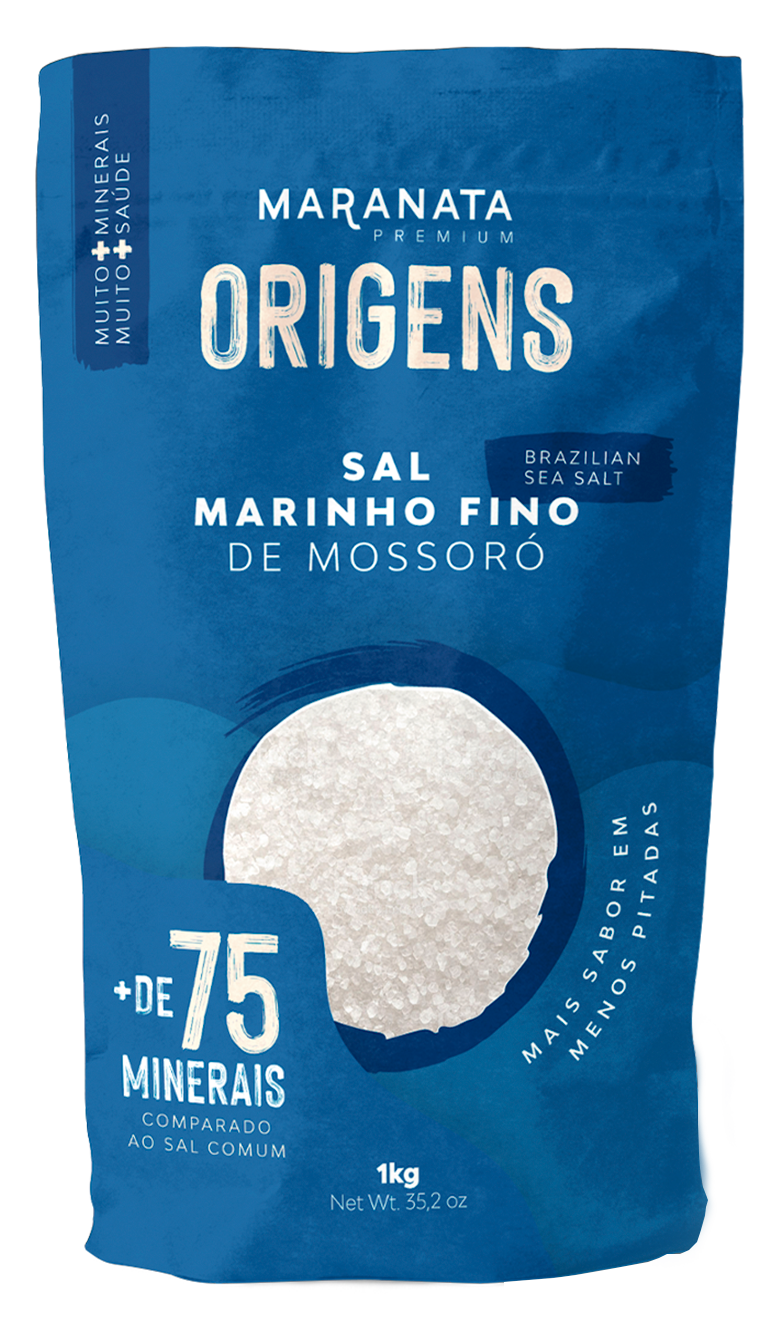 MUITO+MINERAIS
MUITO+SAÚDE
MARANATA
PREMIUM
ORIGENS
SAL
MARINHO FINO
DE MOSSORÓ
BRAZILIAN
SEA SALT
MAIS SABOR EM
MENOS PITADAS
+DE 75
MINERAIS
COMPARADO
AO SAL COMUM
1kg
Net Wt. 35,2 oz